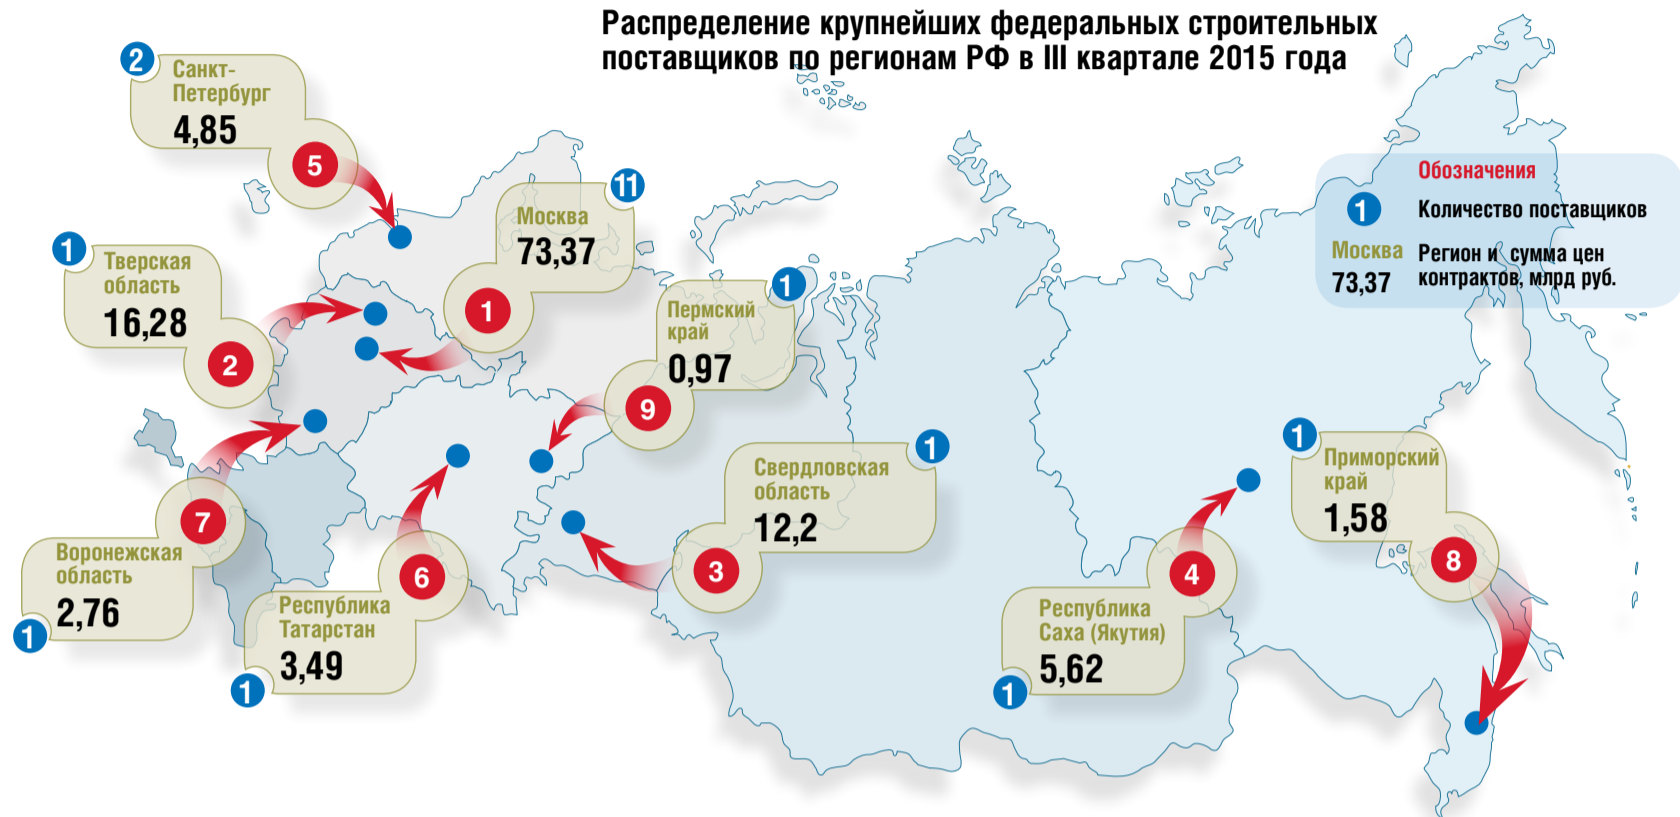 Распределение крупнейших федеральных строительных
поставщиков по регионам РФ в III квартале 2015 года
2
Санкт-
Петербург
4,85
5
11
Москва
73,37
1
Обозначения
1
Количество поставщиков
Москва
73,37
Регион и сумма цен
контрактов, млрд руб.
1
Тверская
область
16,28
2
1
Пермский
край
0,97
9
1
Свердловская
область
12,2
3
1
Приморский
край
1,58
8
7
Воронежская
область
2,76
1
6
Республика
Татарстан
3,49
1
4
Республика
Саха (Якутия)
5,62
1